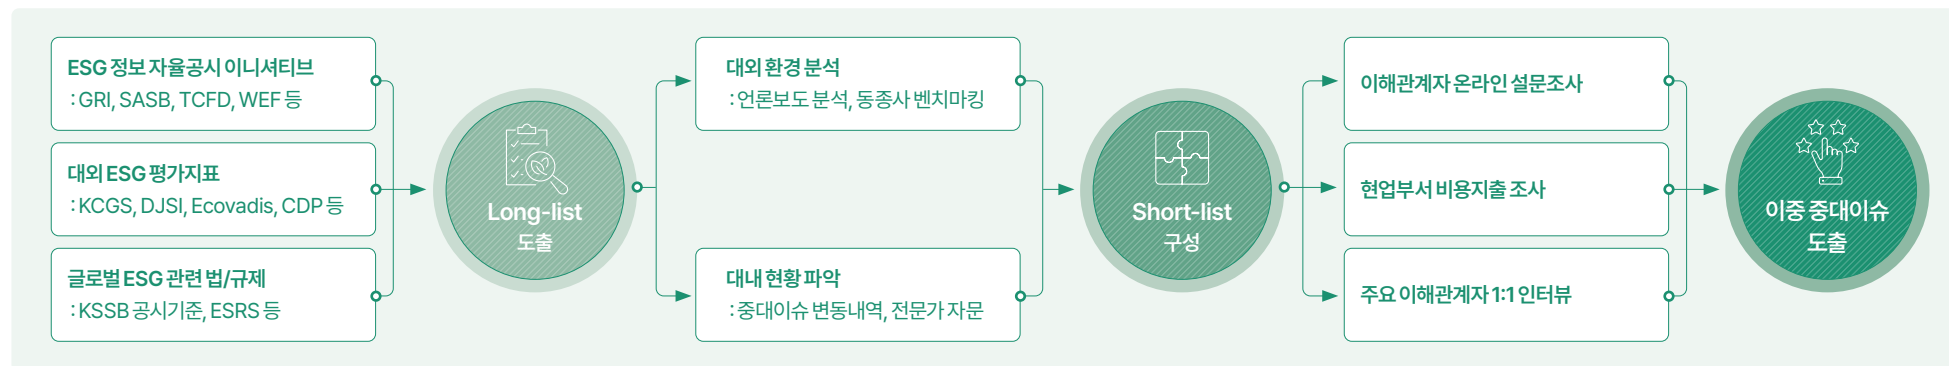 ESG 정보 자율공시 이니셔티브
: GRI, SASB, TCFD, WEF 등
대외 ESG 평가지표
: KCGS, DJSI, Ecovadis, CDP 등
글로벌 ESG 관련 법/규제
: KSSB 공시기준, ESRS 등
Long-list
도출
대외 환경 분석
: 언론보도 분석, 동종사 벤치마킹
대내 현황 파악
: 중대이슈 변동내역, 전문가 자문
Short-list
구성
이해관계자 온라인 설문조사
현업부서 비용지출 조사
주요 이해관계자 1:1 인터뷰
이중 중대이슈
도출